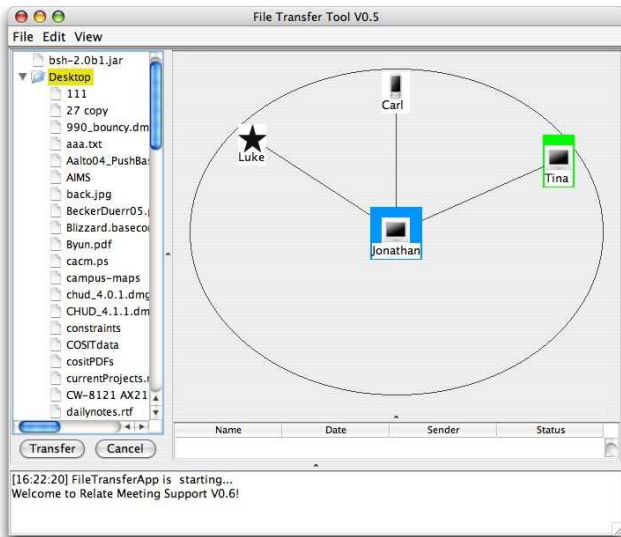 File Transfer Tool V0.5
File Edit View
bsh-2.0b1.jar
Desktop
111
27 copy
990_bouncy.dm
aaa.txt
Aalto04_PushBa
AIMS
back.jpg
BeckerDuerr05.
Blizzard.baseco
Byun.pdf
cacm.ps
campus-maps
chud_4.0.1.dmg
CHUD_4.1.1.dm
constraints
COSITdata
cositPDFs
currentProjects.
CW-8121 AX21
dailynotes.rtf
Transfer Cancel
Carl
Luke
Tina
Jonathan
Name Date Sender Status
[16:22:20] FileTransferApp is starting...
Welcome to Relate Meeting Support V0.6!